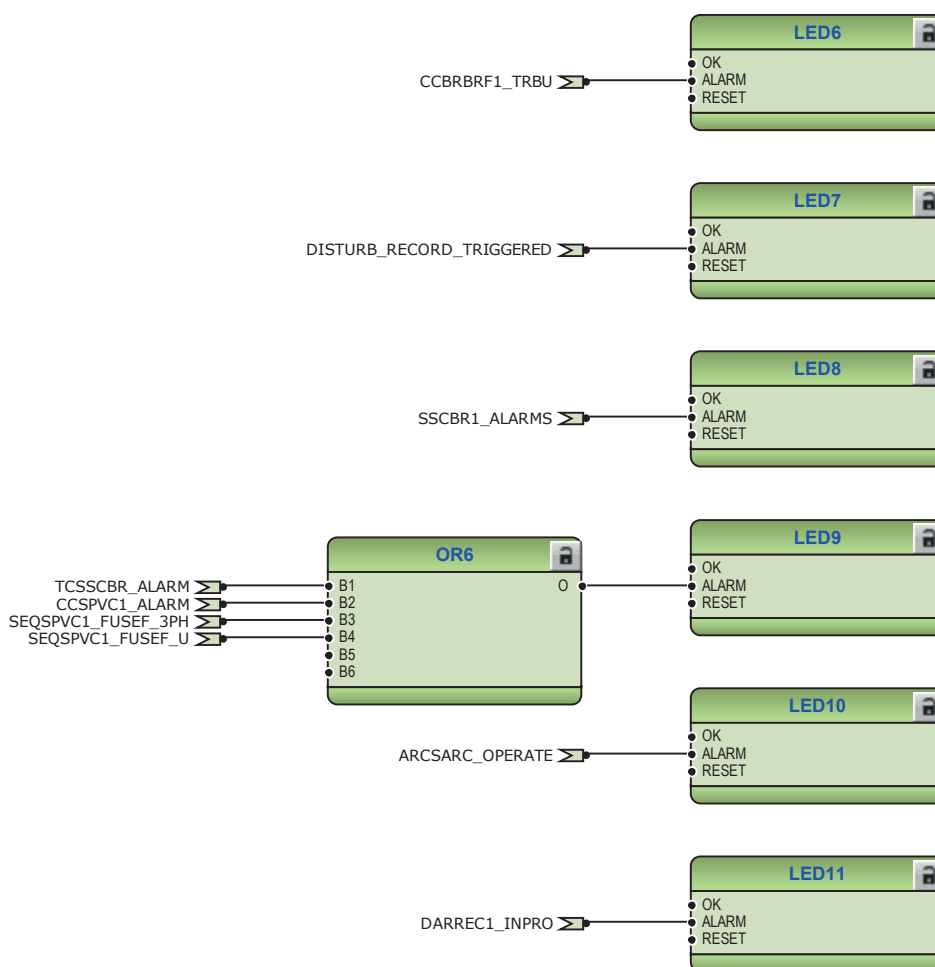 LED6
OK
CCBRBRF1_TRBU ALARM
RESET
LED7
OK
DISTURB_RECORD_TRIGGERED ALARM
RESET
LED8
OK
SSCBR1_ALARMS ALARM
RESET
LED9
OR6
OK
TCSSCBR_ALARM B1 O ALARM
CCSPVC1_ALARM B2 RESET
SEQSPVC1_FUSEF_3PH B3
SEQSPVC1_FUSEF_U B4
B5
B6
LED10
OK
ARCSARC_OPERATE ALARM
RESET
LED11
OK
DARREC1_INPRO ALARM
RESET